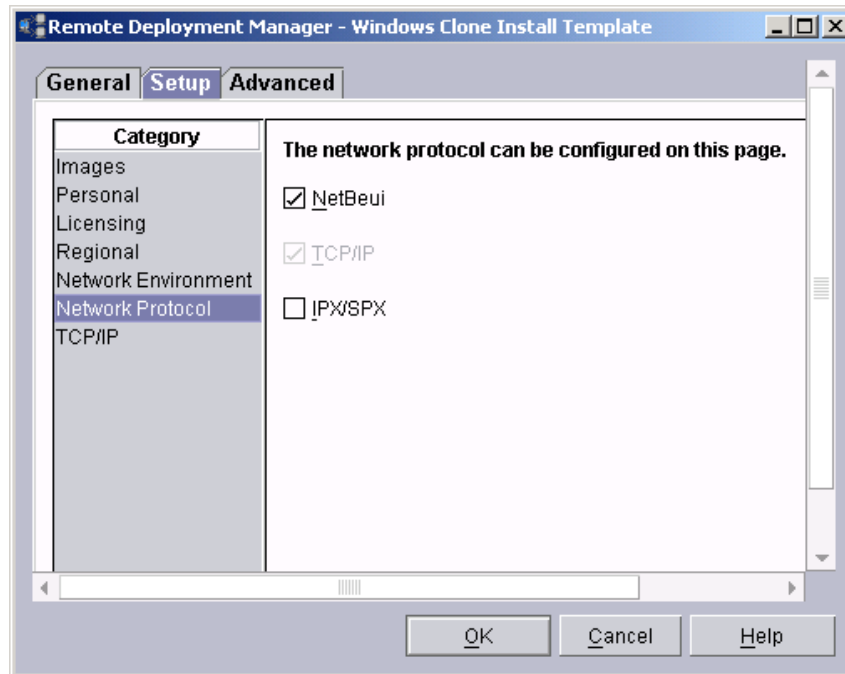 Remote Deployment Manager - Windows Clone Install Template
General Setup Advanced
Category
Images
Personal
Licensing
Regional
Network Environment
Network Protocol
TCP/IP
The network protocol can be configured on this page.
NetBeui
TCP/IP
IPX/SPX
OK Cancel Help